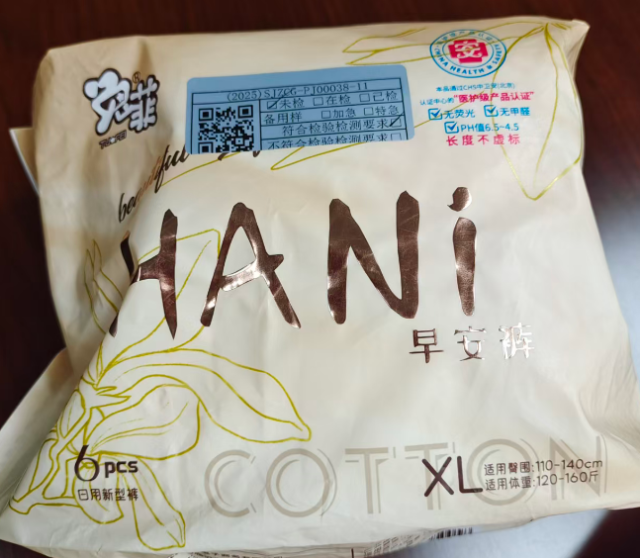 (2025)SJZCG-PJ00038-11
☑未检 □在检 □已检
备用样 □加急 □特急
符合检验检测要求☑
不符合检验检测要求□
本品通过CHS中卫安(北京)
认证中心的"医护级产品认证"
☑无荧光 ☑无甲醛
☑PH值6.5-4.5
长度不虚标
beautiful
HANi
早安裤
COTTON
6pcs
日用新型裤
XL
适用臀围:110-140cm
适用体重:120-160斤